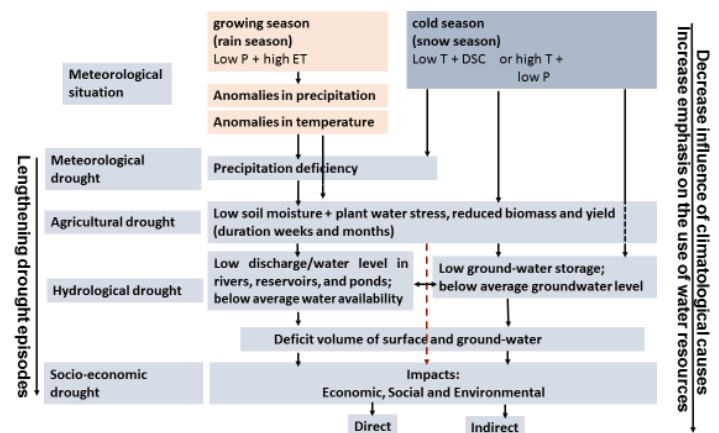 growing season
(rain season)
Low P + high ET
cold season
(snow season)
Low T + DSC or high T +
low P
Meteorological
situation
Anomalies in precipitation
Anomalies in temperature
Meteorological
drought
Precipitation deficiency
Agricultural drought
Low soil moisture + plant water stress, reduced biomass and yield
(duration weeks and months)
Hydrological drought
Low discharge/water level in
rivers, reservoirs, and ponds;
below average water availability
Low ground-water storage;
below average groundwater level
Deficit volume of surface and ground-water
Socio-economic
drought
Impacts:
Economic, Social and Environmental
Direct
Indirect
Lengthening drought episodes
Decrease influence of climatological causes
Increase emphasis on the use of water resources